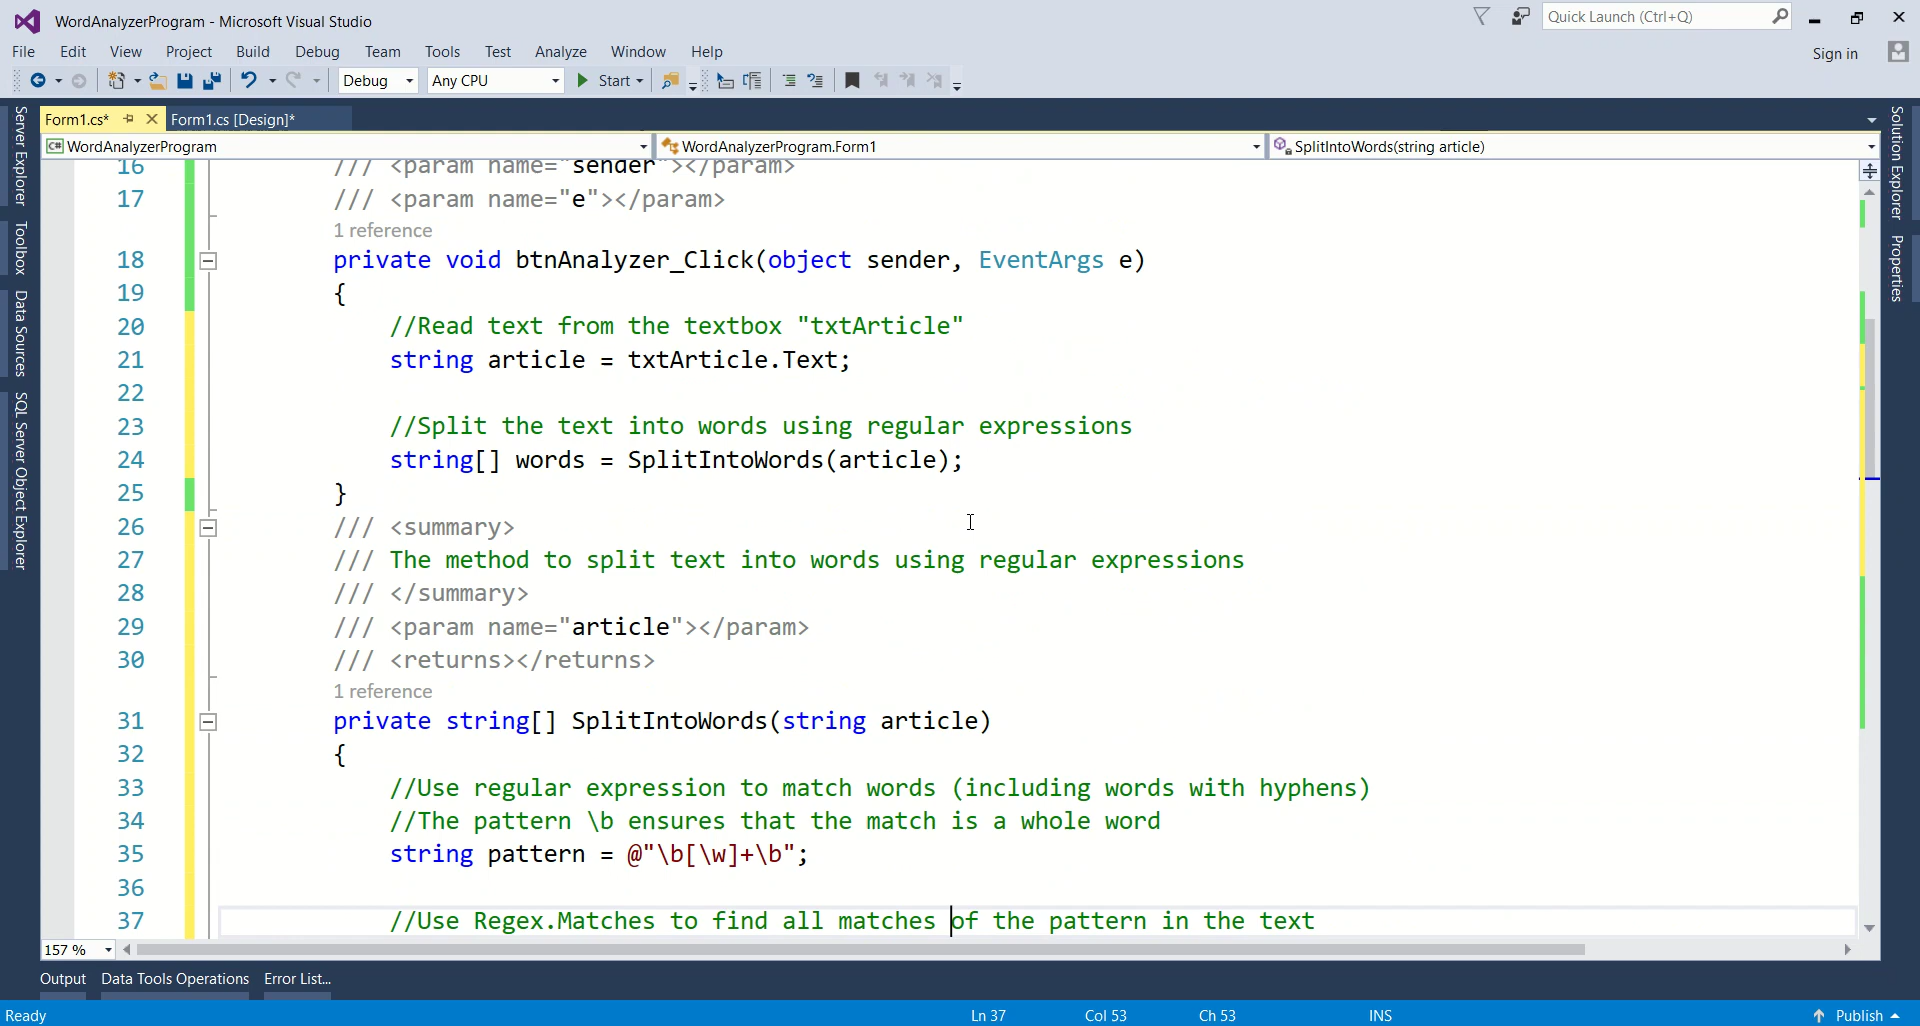 WordAnalyzerProgram - Microsoft Visual Studio
Quick Launch (Ctrl+Q)
File Edit View Project Build Debug Team Tools Test Analyze Window Help
Sign in
Debug Any CPU Start
Form1.cs* Form1.cs [Design]*
C# WordAnalyzerProgram WordAnalyzerProgram.Form1 SplitIntoWords(string article)
Server Explorer
Toolbox
Data Sources
SQL Server Object Explorer
Solution Explorer
Properties
16 /// <param name="sender"></param>
17 /// <param name="e"></param>
1 reference
18 private void btnAnalyzer_Click(object sender, EventArgs e)
19 {
20 //Read text from the textbox "txtArticle"
21 string article = txtArticle.Text;
22
23 //Split the text into words using regular expressions
24 string[] words = SplitIntoWords(article);
25 }
26 /// <summary>
27 /// The method to split text into words using regular expressions
28 /// </summary>
29 /// <param name="article"></param>
30 /// <returns></returns>
1 reference
31 private string[] SplitIntoWords(string article)
32 {
33 //Use regular expression to match words (including words with hyphens)
34 //The pattern \b ensures that the match is a whole word
35 string pattern = @"\b[\w]+\b";
36
37 //Use Regex.Matches to find all matches of the pattern in the text
157 %
Output Data Tools Operations Error List...
Ready Ln 37 Col 53 Ch 53 INS Publish